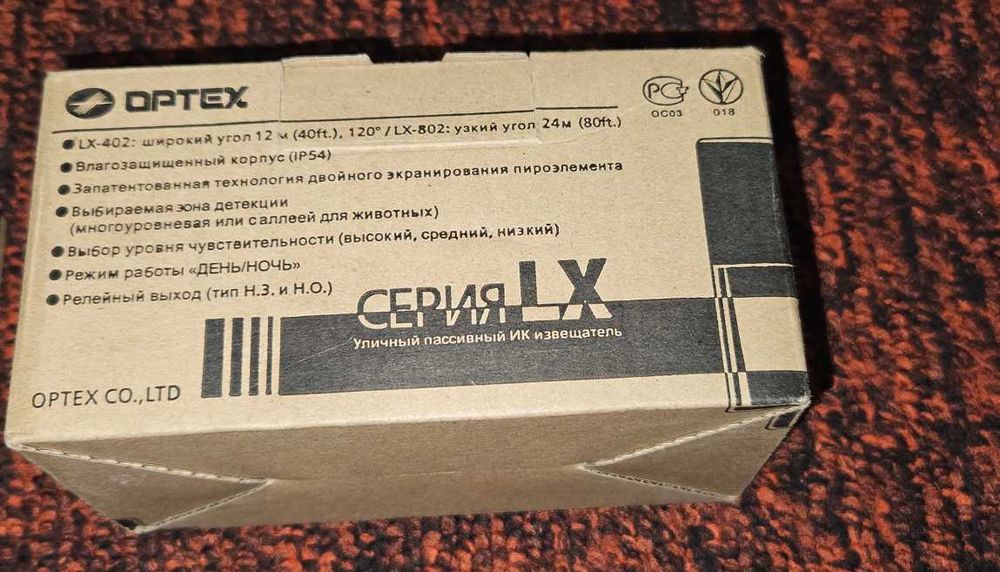 OPTEX
РСТ
ОС03
018
LX-402: широкий угол 12 м (40ft.), 120° / LX-802: узкий угол 24м (80ft.)
Влагозащищенный корпус (IP54)
Запатентованная технология двойного экранирования пироэлемента
Выбираемая зона детекции
(многоуровневая или с аллеей для животных)
Выбор уровня чувствительности (высокий, средний, низкий)
Режим работы «ДЕНЬ/НОЧЬ»
Релейный выход (тип Н.З. и Н.О.)
СЕРИЯ LX
Уличный пассивный ИК извещатель
OPTEX CO.,LTD